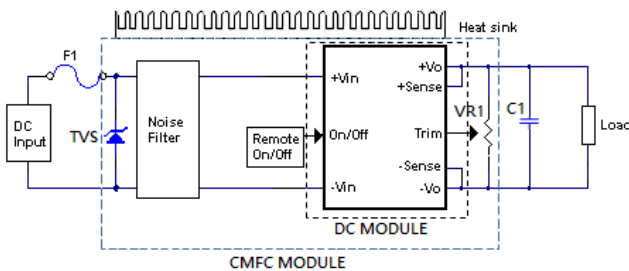 Heat sink
F1
+Vin
+Vo
+Sense
VR1
C1
DC
Input
TVS
Noise
Filter
Remote
On/Off
On/Off
Trim
Load
-Sense
-Vin
-Vo
DC MODULE
CMFC MODULE